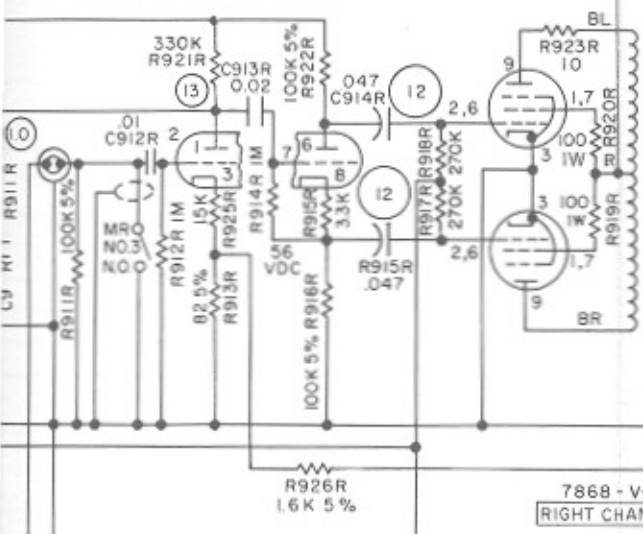 BL
330K
R921R
C913R
0.02
100K 5%
R922R
.047
C914R
12
9
R923R
10
13
2,6
1,7
R920R
10
.01
C912R
2
1
3
1M
R914R
7
6
8
R918R
270K
100
1W
3
R
R911R
100K 5%
R911R
MR
NO.3
N.O.
R912R 1M
15K
R925R
R915R
3.3K
12
R917R
270K
3
100
1W
R919R
82 5%
R913R
56
VDC
R915R
.047
2,6
1,7
9
BR
100K 5% R916R
R926R
1.6K 5%
7868 - V
RIGHT CHAN